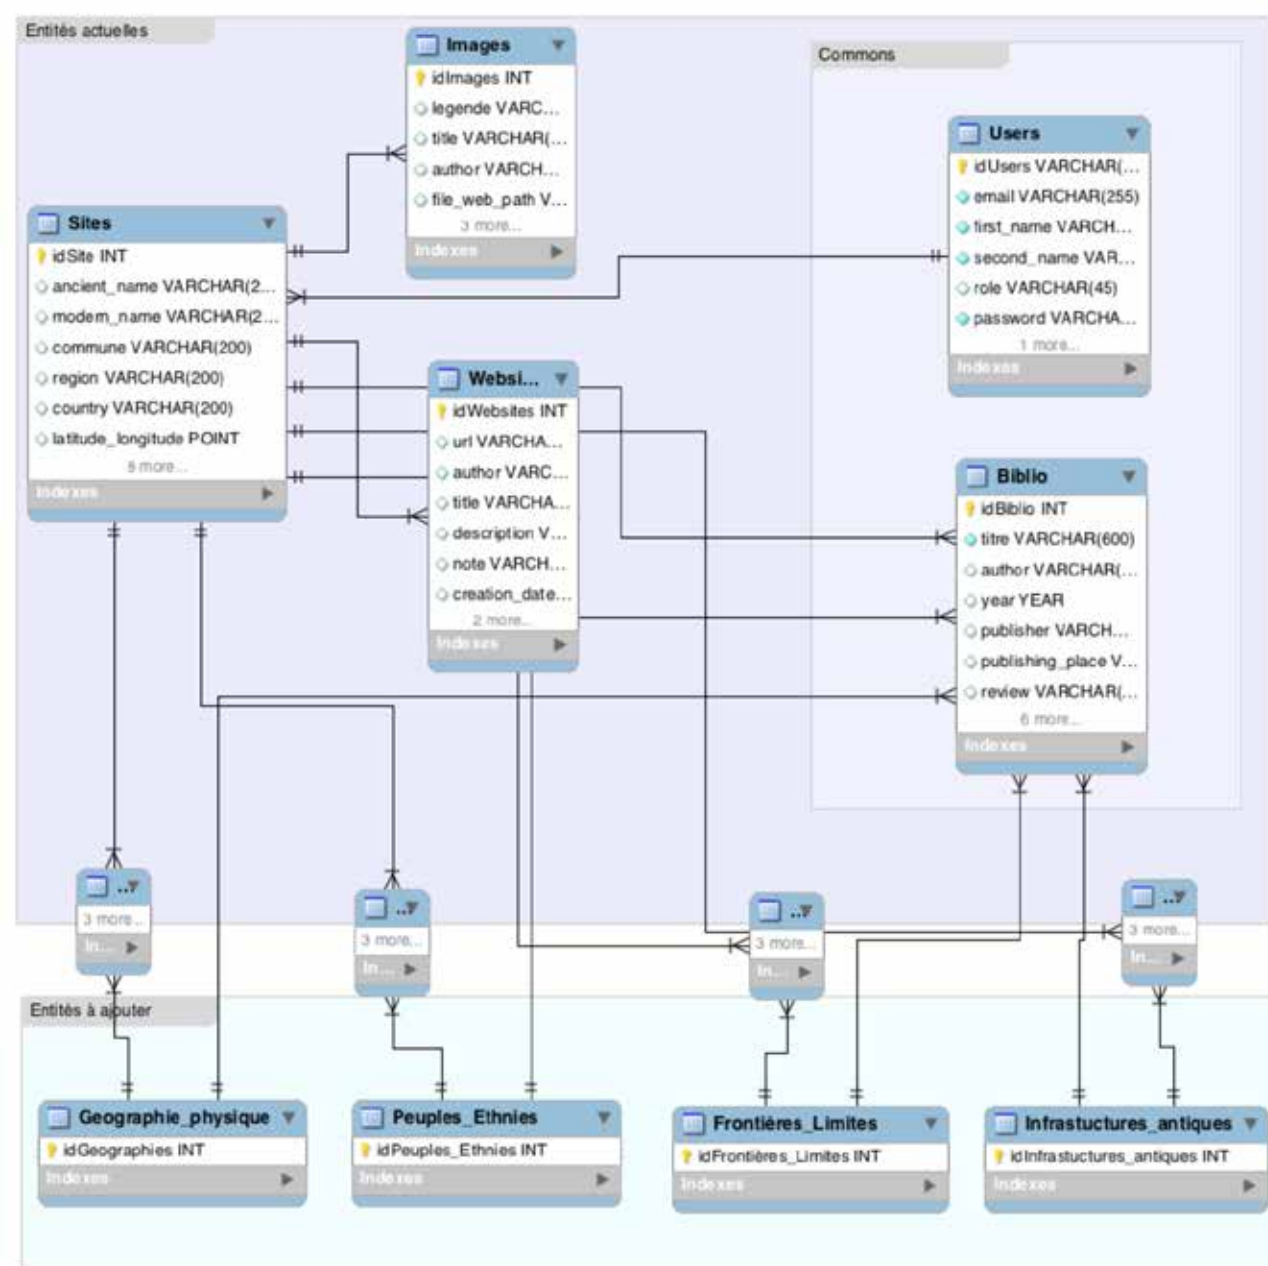 Entités actuelles
Images
idImages INT
legende VARC...
title VARCHAR(...
author VARCH...
file_web_path V...
3 more...
Indexes
Commons
Users
idUsers VARCHAR(...
email VARCHAR(255)
first_name VARCH...
second_name VAR...
role VARCHAR(45)
password VARCHA...
1 more...
Indexes
Sites
idSite INT
ancient_name VARCHAR(2...
modern_name VARCHAR(2...
commune VARCHAR(200)
region VARCHAR(200)
country VARCHAR(200)
latitude_longitude POINT
more...
Indexes
Websi...
idWebsites INT
url VARCHA...
author VARC...
title VARCHA...
description V...
note VARCH...
creation_date...
2 more...
Indexes
Biblio
idBiblio INT
titre VARCHAR(600)
author VARCHAR(...
year YEAR
publisher VARCH...
publishing_place V...
review VARCHAR(...
6 more...
Indexes
..
3 more...
In...
..
3 more...
In...
..
3 more...
In...
..
3 more...
In...
Entités à ajouter
Geographie_physique
idGeographies INT
Indexes
Peuples_Ethnies
idPeuples_Ethnies INT
Indexes
Frontières_Limites
idFrontières_Limites INT
Indexes
Infrastuctures_antiques
idInfrastuctures_antiques INT
Indexes